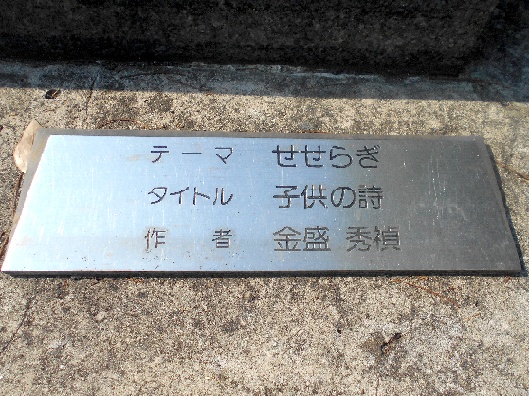 テーマ せせらぎ
タイトル 子供の詩
作者 金盛 秀禎